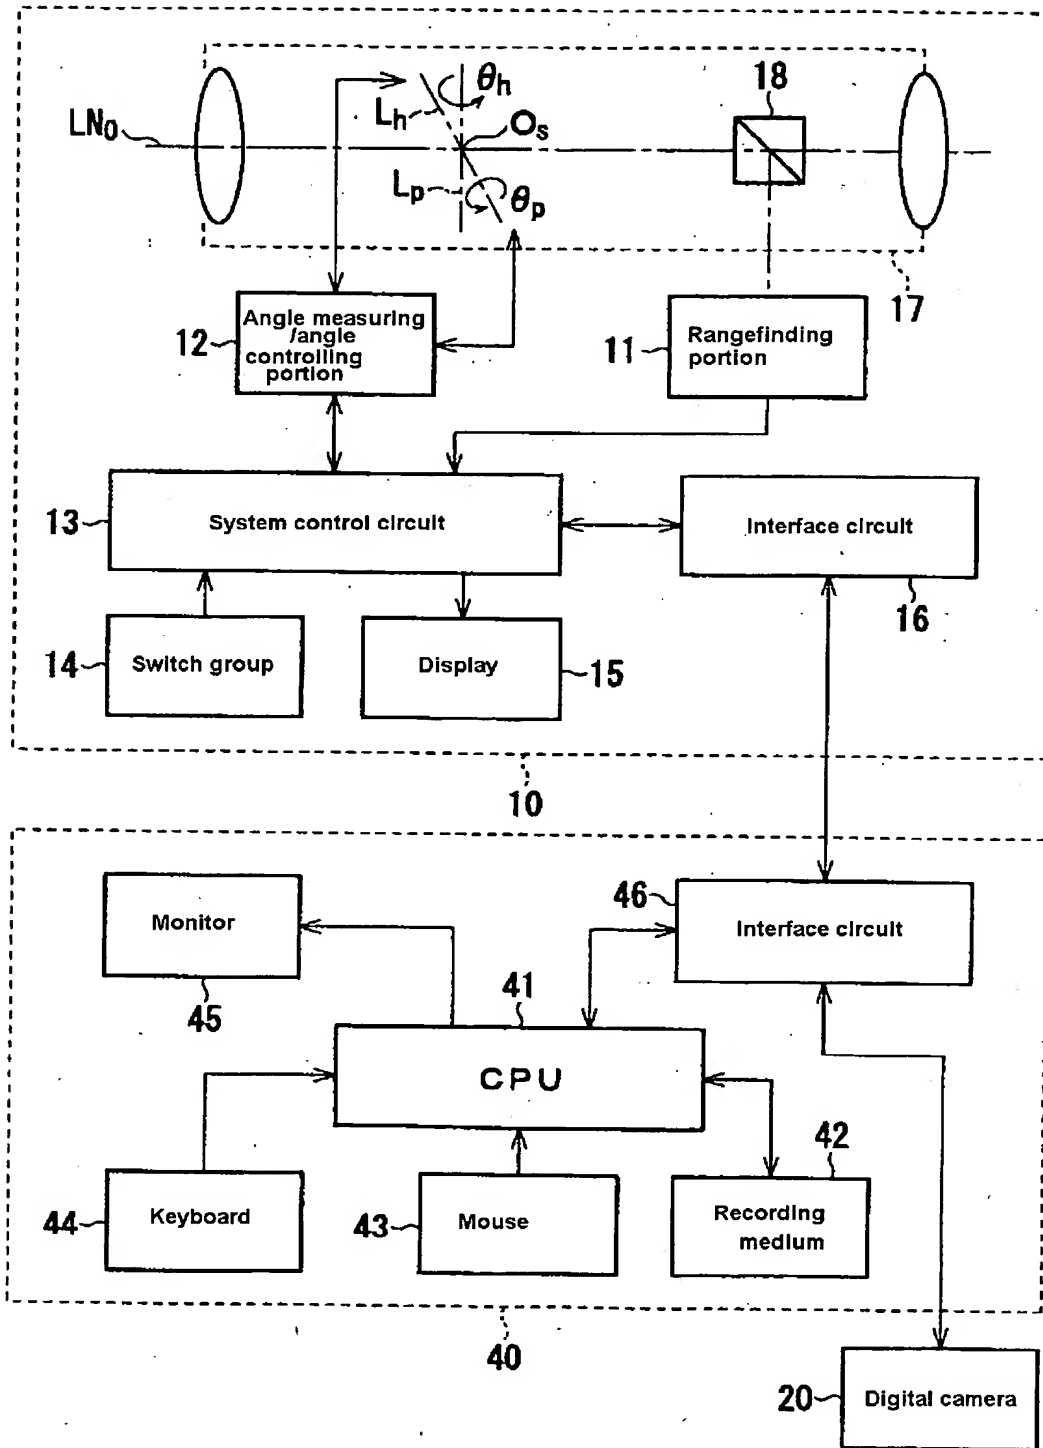 18
θh
Lh
LN0
Os
Lp
θp
17
12
Angle measuring
/angle
controlling
portion
11
Rangefinding
portion
13
System control circuit
Interface circuit
16
14
Switch group
Display
15
10
46
Monitor
Interface circuit
45
41
CPU
42
44
Keyboard
43
Mouse
Recording
medium
40
20
Digital camera